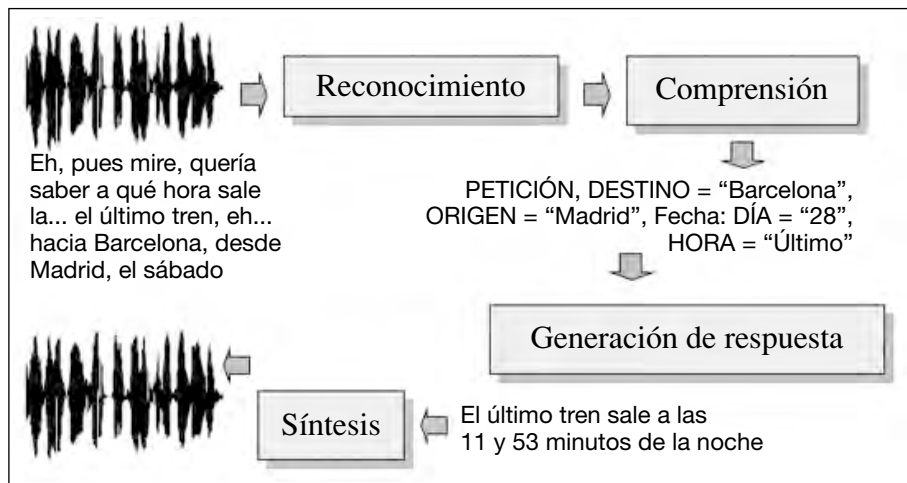 Reconocimiento
Comprensión
Eh, pues mire, quería
saber a qué hora sale
la... el último tren, eh...
hacia Barcelona, desde
Madrid, el sábado
PETICIÓN, DESTINO = “Barcelona”,
ORIGEN = “Madrid”, Fecha: DÍA = “28”,
HORA = “Último”
Generación de respuesta
El último tren sale a las
11 y 53 minutos de la noche
Síntesis